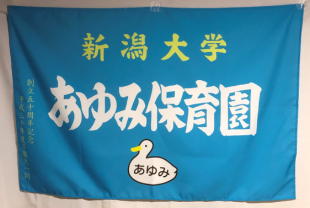 新潟大学
あゆみ保育園
あゆみ
創立五十周年記念